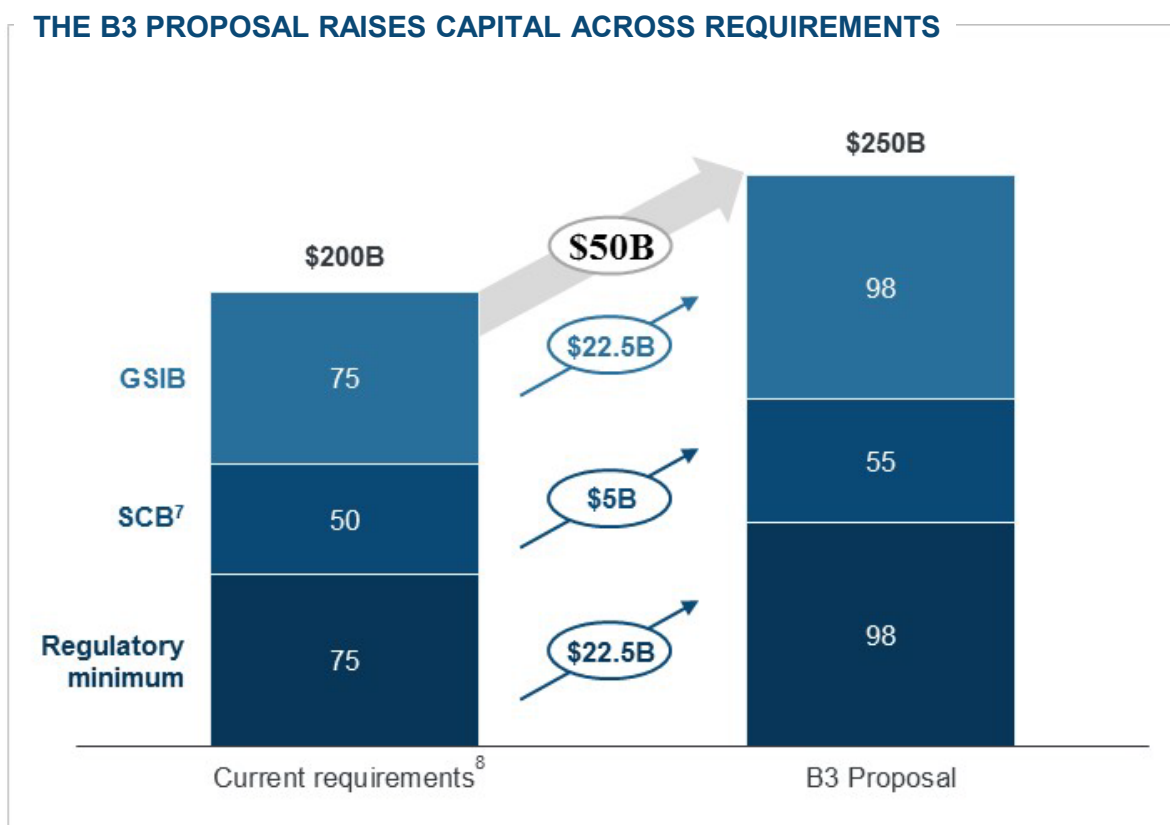 THE B3 PROPOSAL RAISES CAPITAL ACROSS REQUIREMENTS
$250B
$200B
$50B
98
$22.5B
GSIB
75
55
$5B
SCB7
50
98
Regulatory
minimum
75
$22.5B
Current requirements8
B3 Proposal